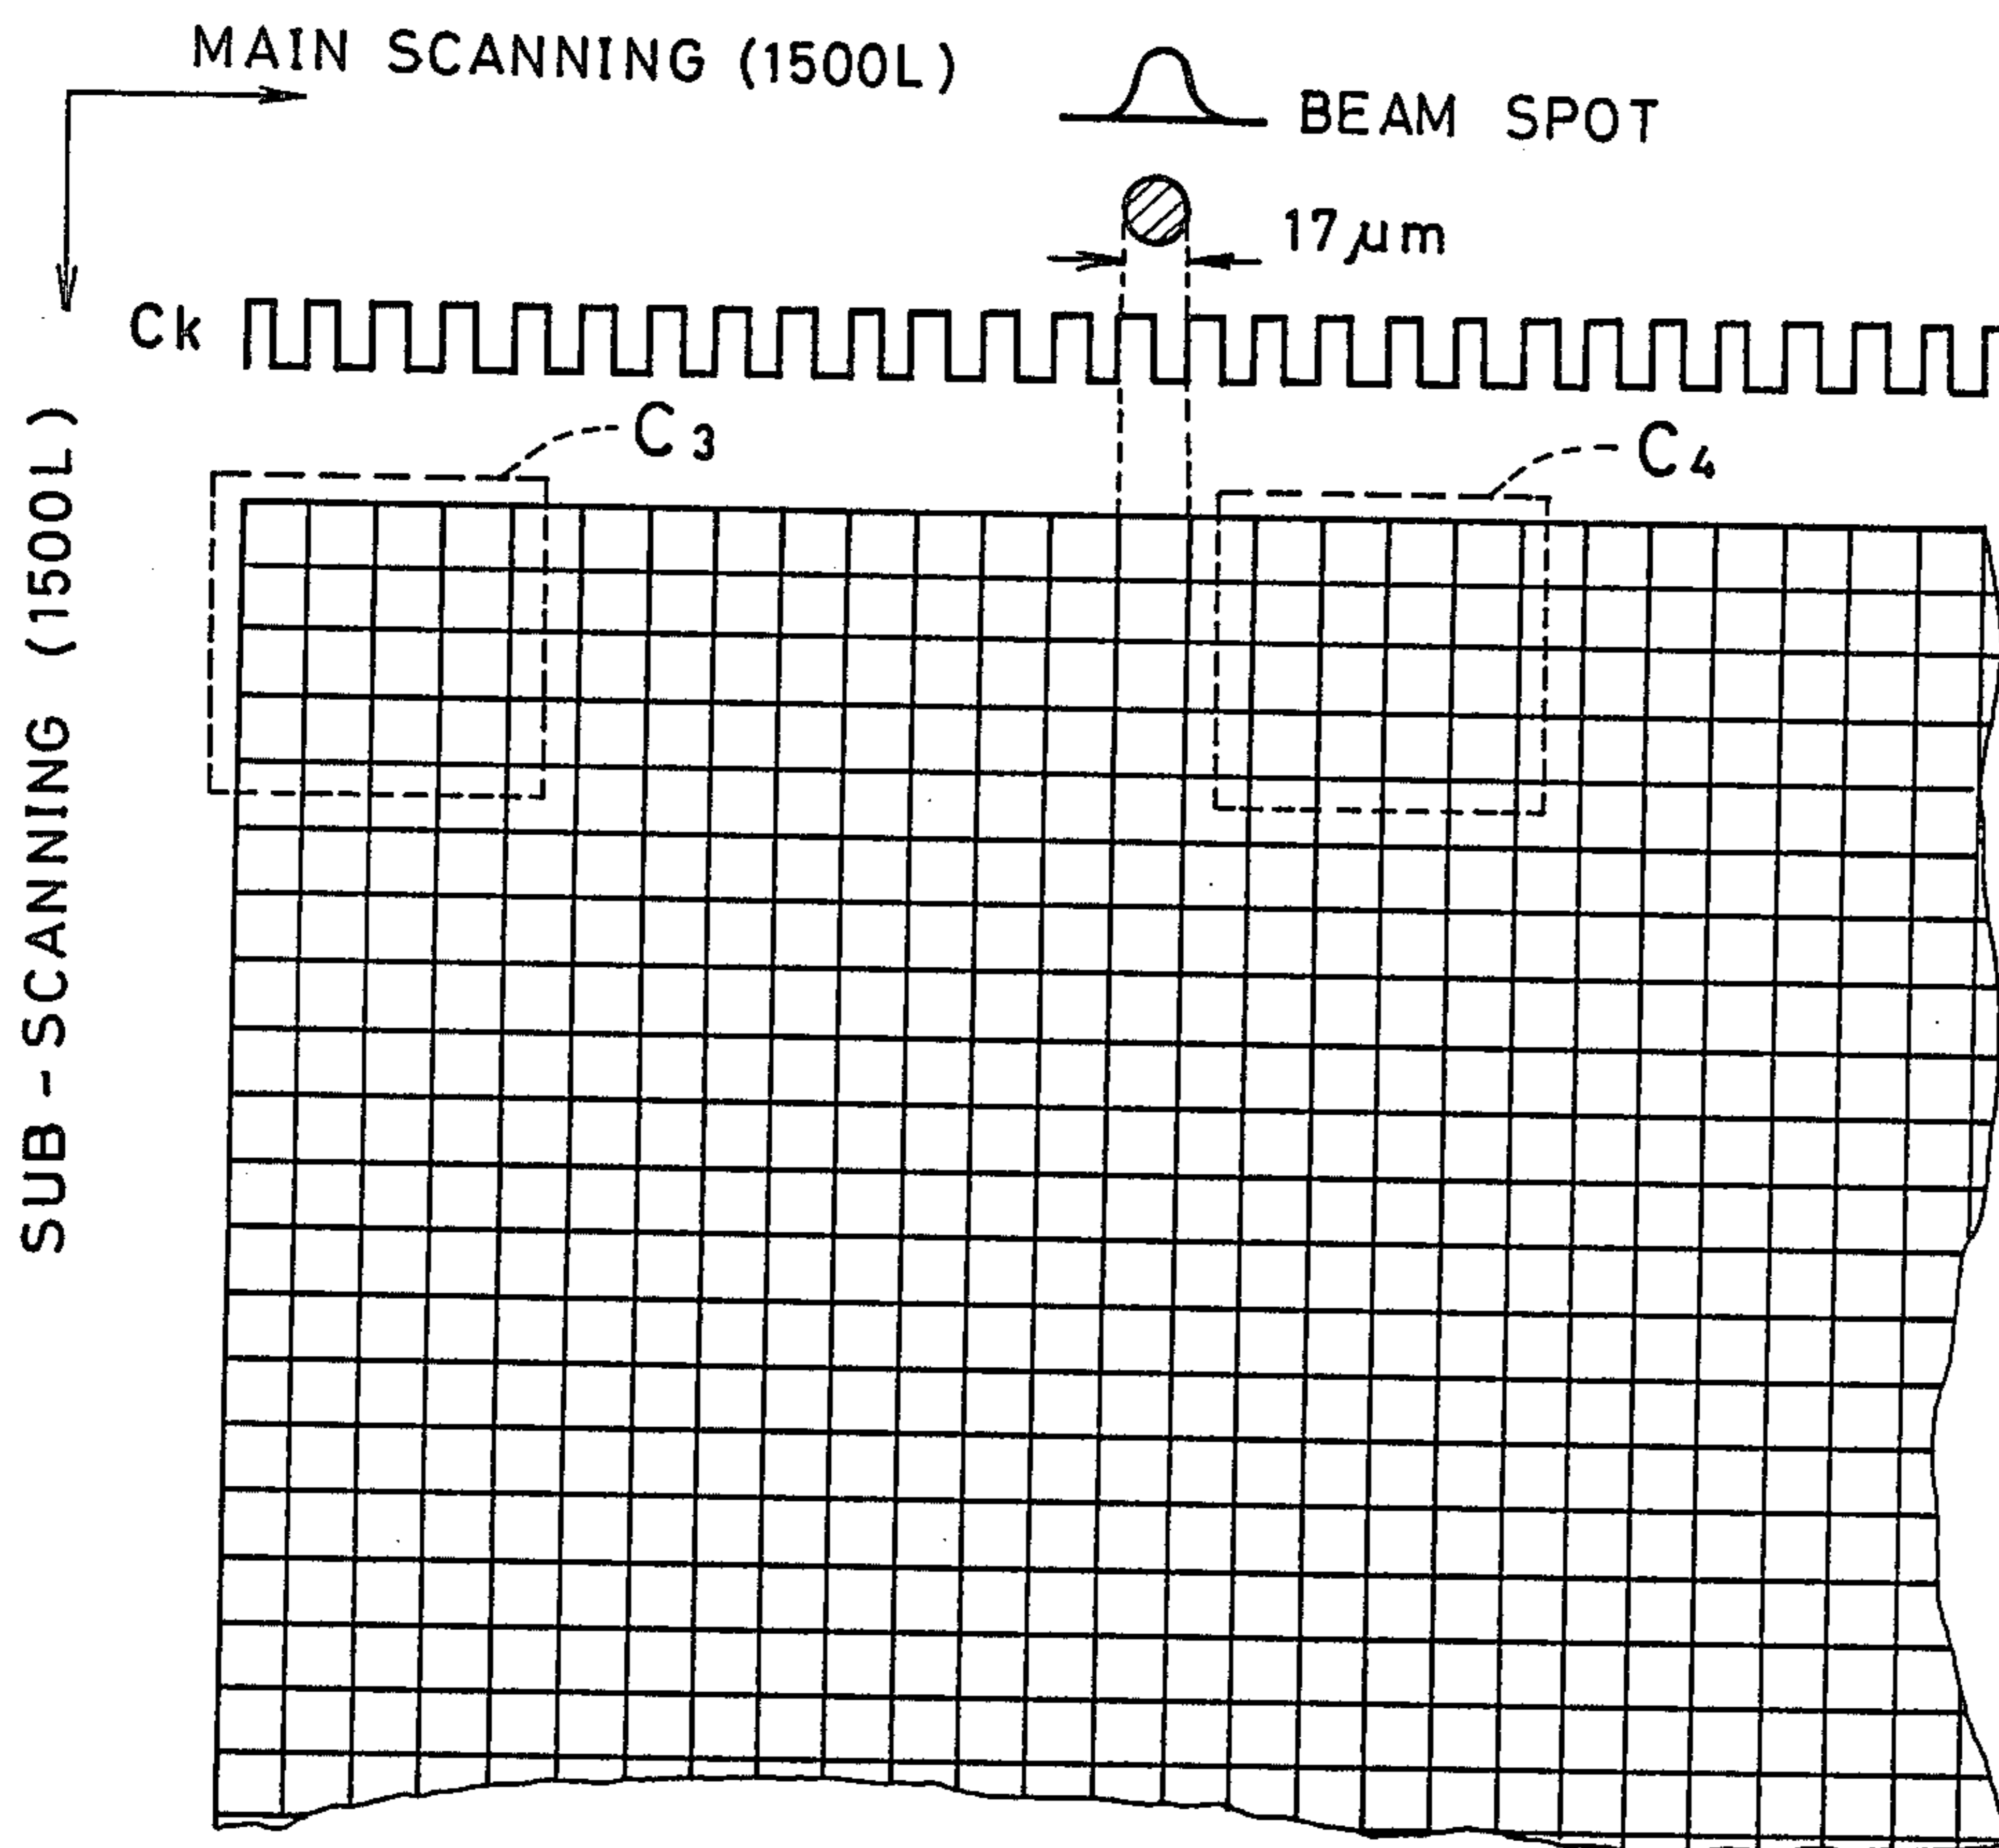 MAIN SCANNING (1500L)
BEAM SPOT
17μm
Ck
C3
C4
SUB-SCANNING (1500L)